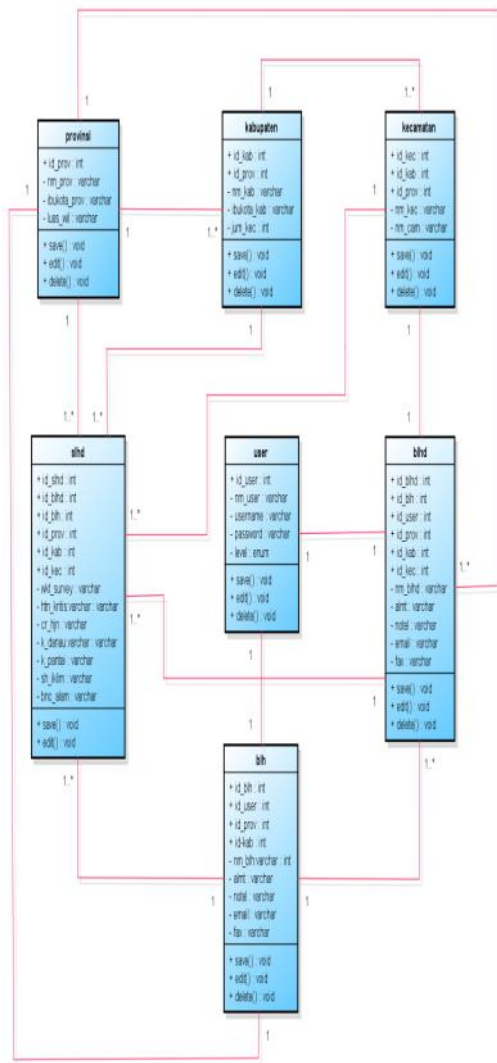 1
1
1..*
provinsi
+ id_prov : int
- nm_prov : varchar
- ibukota_prov : varchar
- luas_wil : varchar
+ save() : void
+ edit() : void
+ delete() : void
kabupaten
+ id_kab : int
+ id_prov : int
- nm_kab : varchar
- ibukota_kab : varchar
- jum_kec : int
+ save() : void
+ edit() : void
+ delete() : void
kecamatan
+ id_kec : int
+ id_kab : int
+ id_prov : int
- nm_kec : varchar
- nm_cam : varchar
+ save() : void
+ edit() : void
+ delete() : void
1
1
1..*
1
1
1
1
1..*
1..*
1
slhd
+ id_slhd : int
+ id_blhd : int
+ id_blh : int
+ id_prov : int
+ id_kab : int
+ id_kec : int
- wkt_survey : varchar
- htn_kritis:varchar : varchar
- cr_hjn : varchar
- k_danau:varchar : varchar
- k_pantai : varchar
- sh_iklim : varchar
- bnc_alam : varchar
+ save() : void
+ edit() : void
user
+ id_user : int
- nm_user : varchar
- username : varchar
- password : varchar
- level : enum
+ save() : void
+ edit() : void
+ delete() : void
blhd
+ id_blhd : int
+ id_blh : int
+ id_user : int
+ id_prov : int
+ id_kab : int
+ id_kec : int
- nm_blhd : varchar
- almt : varchar
- notel : varchar
- email : varchar
- fax : varchar
+ save() : void
+ edit() : void
+ delete() : void
1..*
1
1
1..*
1..*
1
1
1
1..*
1..*
blh
+ id_blh : int
+ id_user : int
+ id_prov : int
+ id-kab : int
- nm_blh:varchar : int
- almt : varchar
- notel : varchar
- email : varchar
- fax : varchar
+ save() : void
+ edit() : void
+ delete() : void
1
1
1